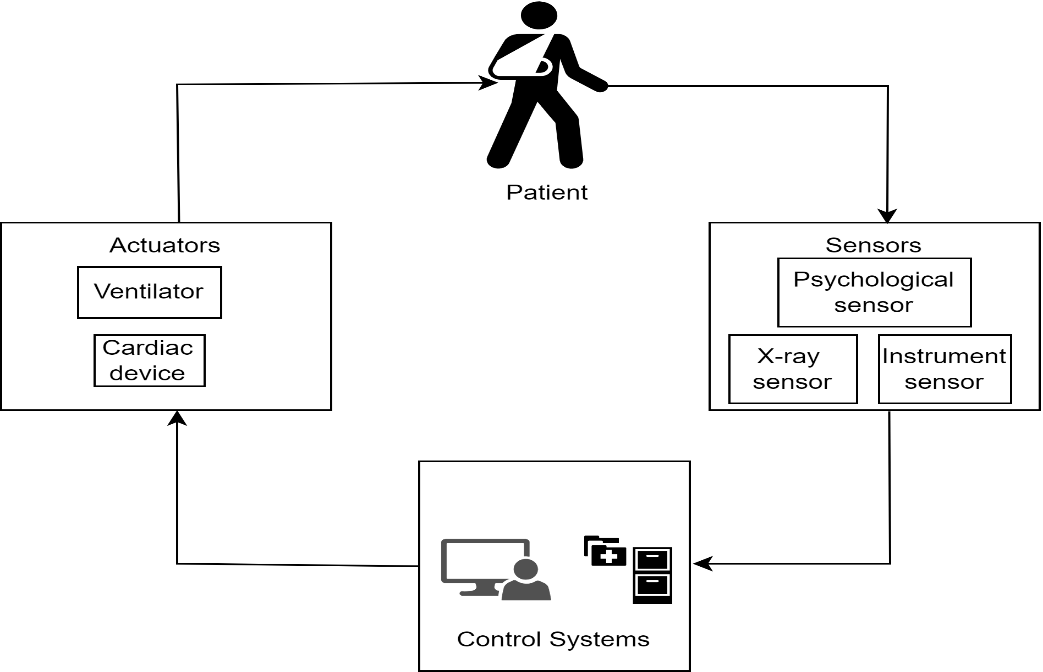 Patient
Actuators
Ventilator
Cardiac
device
Sensors
Psychological
sensor
X-ray
sensor
Instrument
sensor
Control Systems